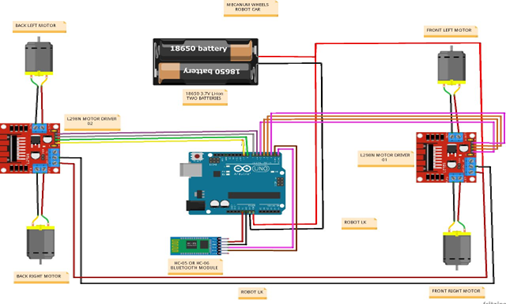 MECANUM WHEELS
ROBOT CAR
BACK LEFT MOTOR
FRONT LEFT MOTOR
18650 battery
18650 battery
18650 3.7V Li-ion
TWO BATTERIES
L298N MOTOR DRIVER
02
L298N MOTOR DRIVER
01
UNO
ROBOT LK
HC-05 OR HC-06
BLUETOOTH MODULE
BACK RIGHT MOTOR
ROBOT LK
FRONT RIGHT MOTOR